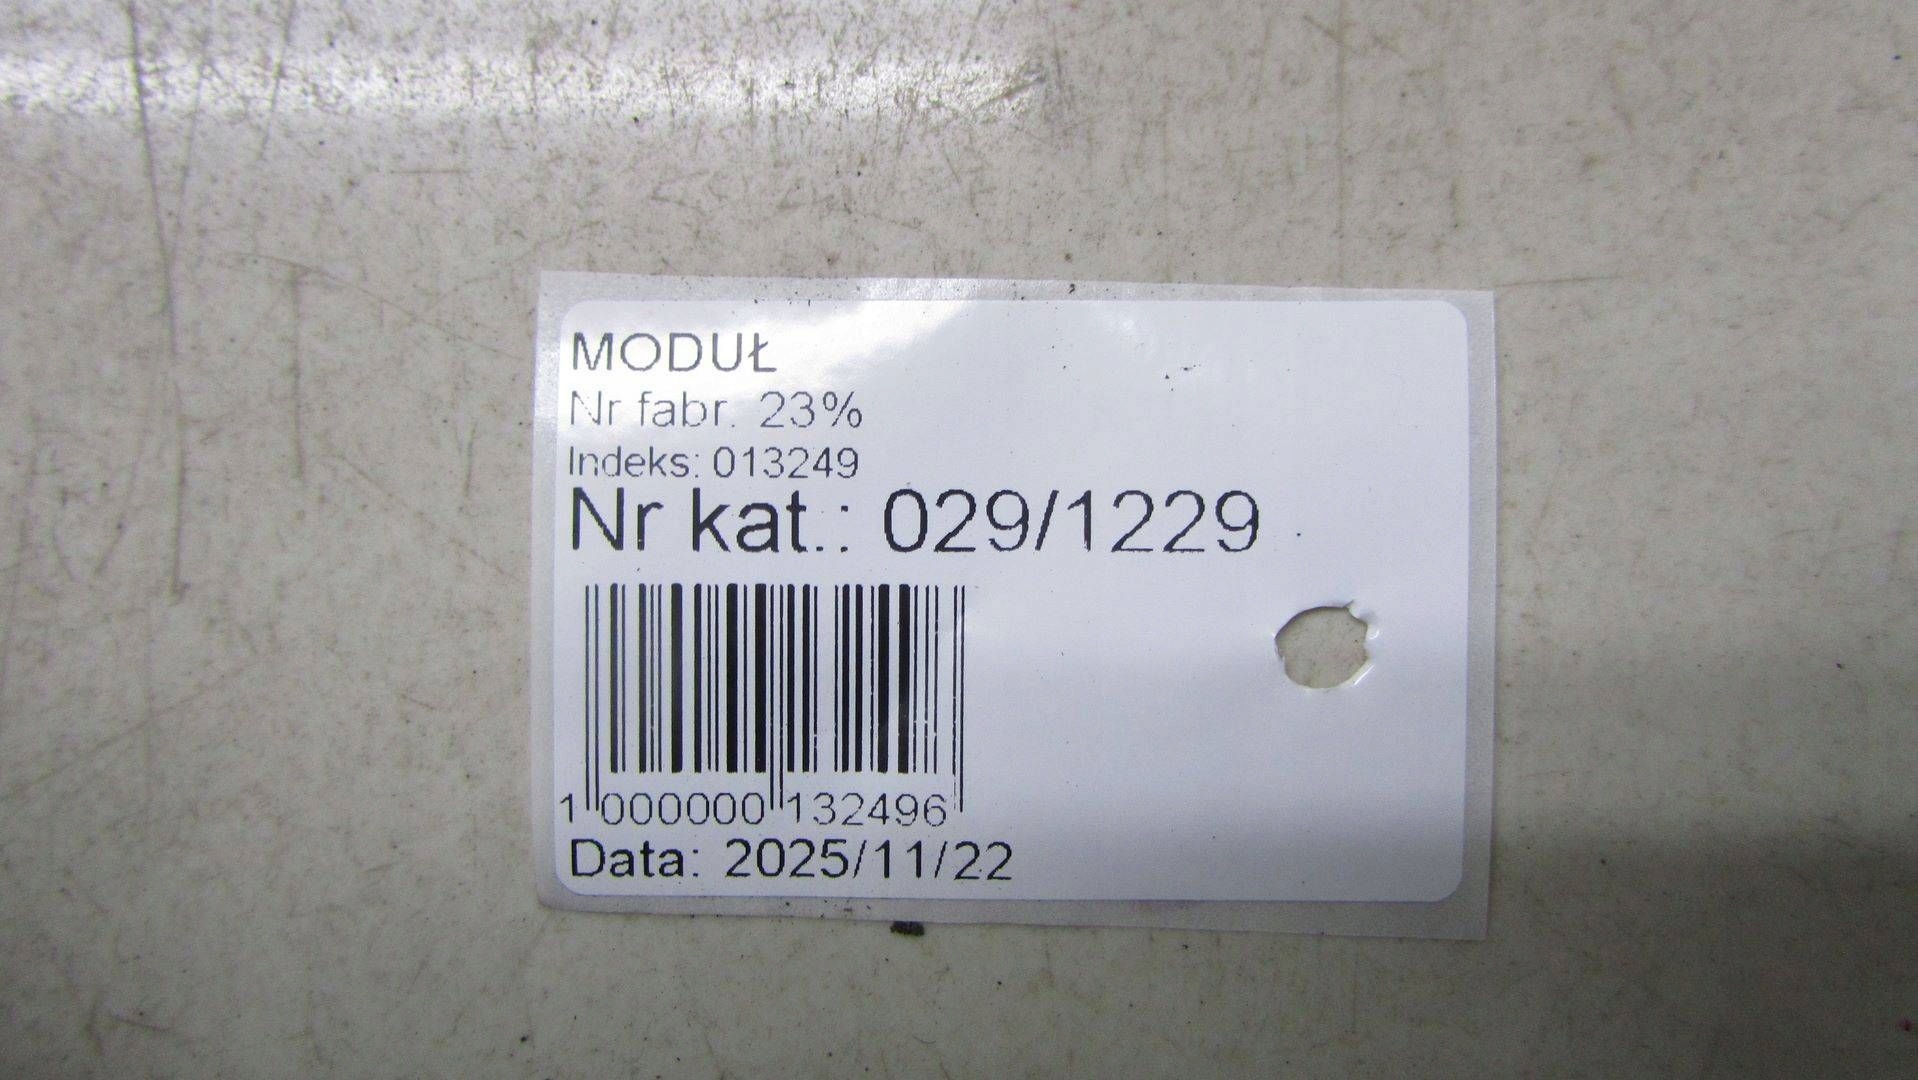 MODUŁ
Nr fabr. 23%
Indeks: 013249
Nr kat.: 029/1229
1 000000 132496
Data: 2025/11/22